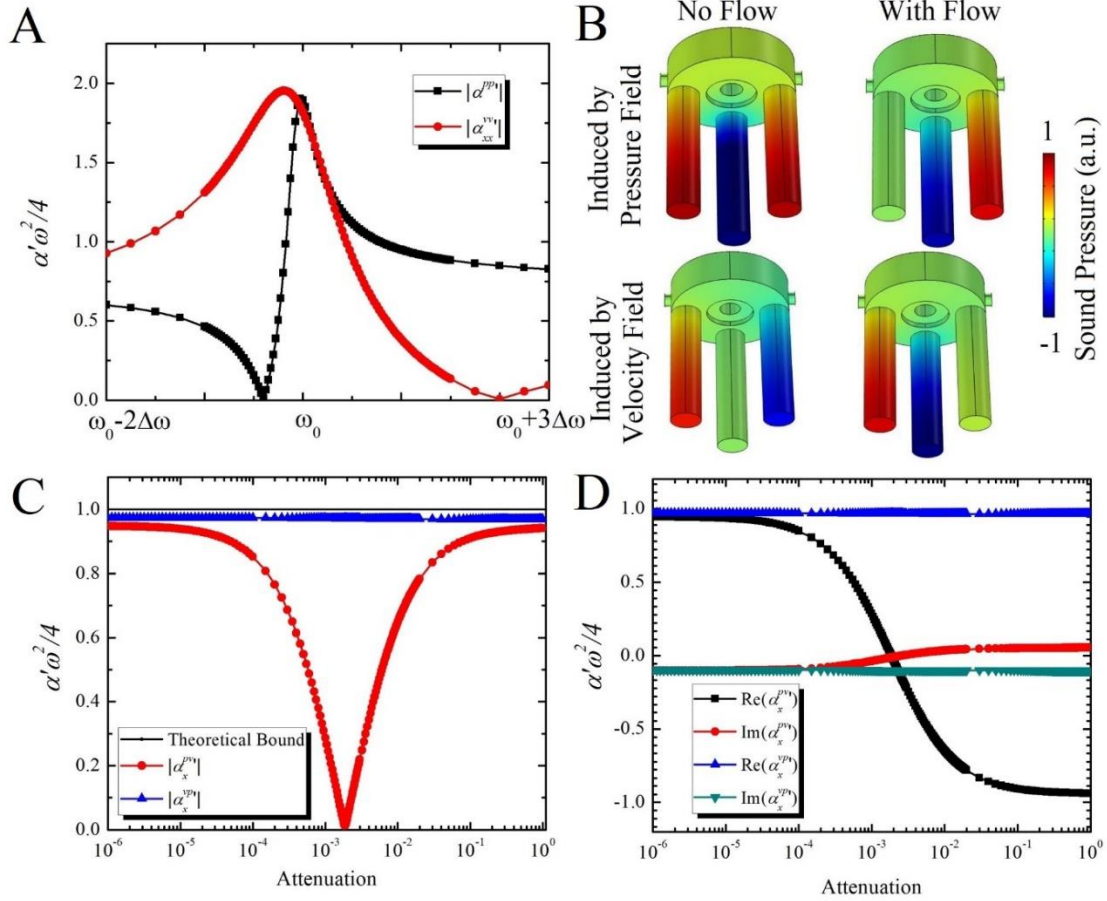 A
α'ω²/4
2.0
1.5
1.0
0.5
0.0
|α^{pp}'|
|α_{xx}^{vv}'|
ω₀-2Δω
ω₀
ω₀+3Δω
B
No Flow
With Flow
Induced by
Pressure Field
Induced by
Velocity Field
1
-1
Sound Pressure (a.u.)
C
α'ω²/4
1.0
0.8
0.6
0.4
0.2
0.0
Theoretical Bound
|α_x^{pv}'|
|α_x^{vp}'|
10⁻⁶ 10⁻⁵ 10⁻⁴ 10⁻³ 10⁻² 10⁻¹ 10⁰
Attenuation
D
α'ω²/4
1.0
0.5
0.0
-0.5
-1.0
Re(α_x^{pv}')
Im(α_x^{pv}')
Re(α_x^{vp}')
Im(α_x^{vp}')
10⁻⁶ 10⁻⁵ 10⁻⁴ 10⁻³ 10⁻² 10⁻¹ 10⁰
Attenuation